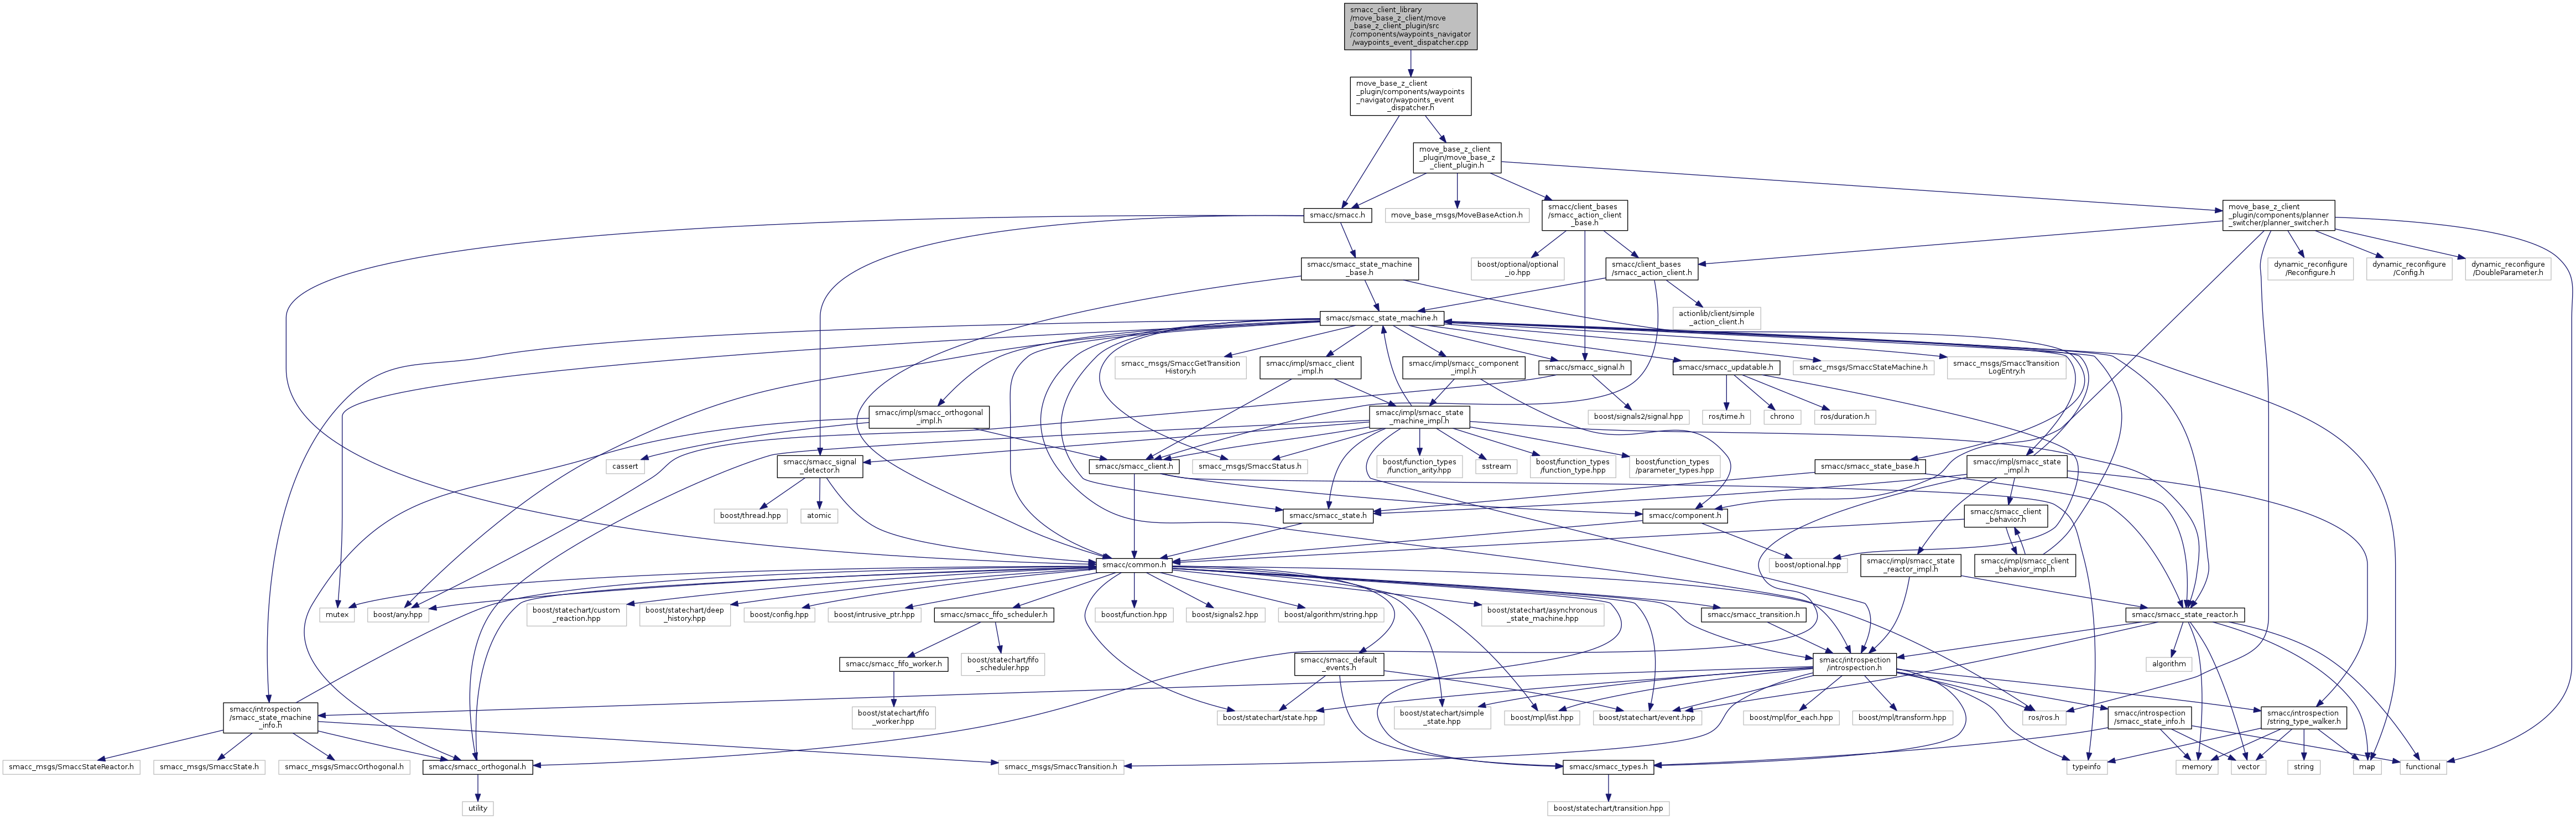 smacc_client_library
/move_base_z_client/move
_base_z_client_plugin/src
/components/waypoints_navigator
/waypoints_event_dispatcher.cpp
move_base_z_client
_plugin/components/waypoints
_navigator/waypoints_event
_dispatcher.h
move_base_z_client
_plugin/move_base_z
_client_plugin.h
smacc/smacc.h
move_base_msgs/MoveBaseAction.h
smacc/client_bases
/smacc_action_client
_base.h
move_base_z_client
_plugin/components/planner
_switcher/planner_switcher.h
smacc/smacc_state_machine
_base.h
boost/optional/optional
_io.hpp
smacc/client_bases
/smacc_action_client.h
dynamic_reconfigure
/Reconfigure.h
dynamic_reconfigure
/Config.h
dynamic_reconfigure
/DoubleParameter.h
smacc/smacc_state_machine.h
actionlib/client/simple
_action_client.h
smacc_msgs/SmaccGetTransition
History.h
smacc/impl/smacc_client
_impl.h
smacc/impl/smacc_component
_impl.h
smacc/smacc_signal.h
smacc/smacc_updatable.h
smacc_msgs/SmaccStateMachine.h
smacc_msgs/SmaccTransition
LogEntry.h
smacc/impl/smacc_orthogonal
_impl.h
smacc/impl/smacc_state
_machine_impl.h
boost/signals2/signal.hpp
ros/time.h
chrono
ros/duration.h
cassert
smacc/smacc_signal
_detector.h
smacc/smacc_client.h
smacc_msgs/SmaccStatus.h
boost/function_types
/function_arity.hpp
sstream
boost/function_types
/function_type.hpp
boost/function_types
/parameter_types.hpp
smacc/smacc_state_base.h
smacc/impl/smacc_state
_impl.h
boost/thread.hpp
atomic
smacc/smacc_state.h
smacc/component.h
smacc/smacc_client
_behavior.h
smacc/common.h
boost/optional.hpp
smacc/impl/smacc_state
_reactor_impl.h
smacc/impl/smacc_client
_behavior_impl.h
mutex
boost/any.hpp
boost/statechart/custom
_reaction.hpp
boost/statechart/deep
_history.hpp
boost/config.hpp
boost/intrusive_ptr.hpp
smacc/smacc_fifo_scheduler.h
boost/function.hpp
boost/signals2.hpp
boost/algorithm/string.hpp
boost/statechart/asynchronous
_state_machine.hpp
smacc/smacc_transition.h
smacc/smacc_state_reactor.h
smacc/smacc_fifo_worker.h
boost/statechart/fifo
_scheduler.hpp
smacc/smacc_default
_events.h
smacc/introspection
/introspection.h
algorithm
smacc/introspection
/smacc_state_machine
_info.h
boost/statechart/fifo
_worker.hpp
boost/statechart/state.hpp
boost/statechart/simple
_state.hpp
boost/mpl/list.hpp
boost/statechart/event.hpp
boost/mpl/for_each.hpp
boost/mpl/transform.hpp
ros/ros.h
smacc/introspection
/smacc_state_info.h
smacc/introspection
/string_type_walker.h
smacc_msgs/SmaccStateReactor.h
smacc_msgs/SmaccState.h
smacc_msgs/SmaccOrthogonal.h
smacc/smacc_orthogonal.h
smacc_msgs/SmaccTransition.h
smacc/smacc_types.h
typeinfo
memory
vector
string
map
functional
utility
boost/statechart/transition.hpp